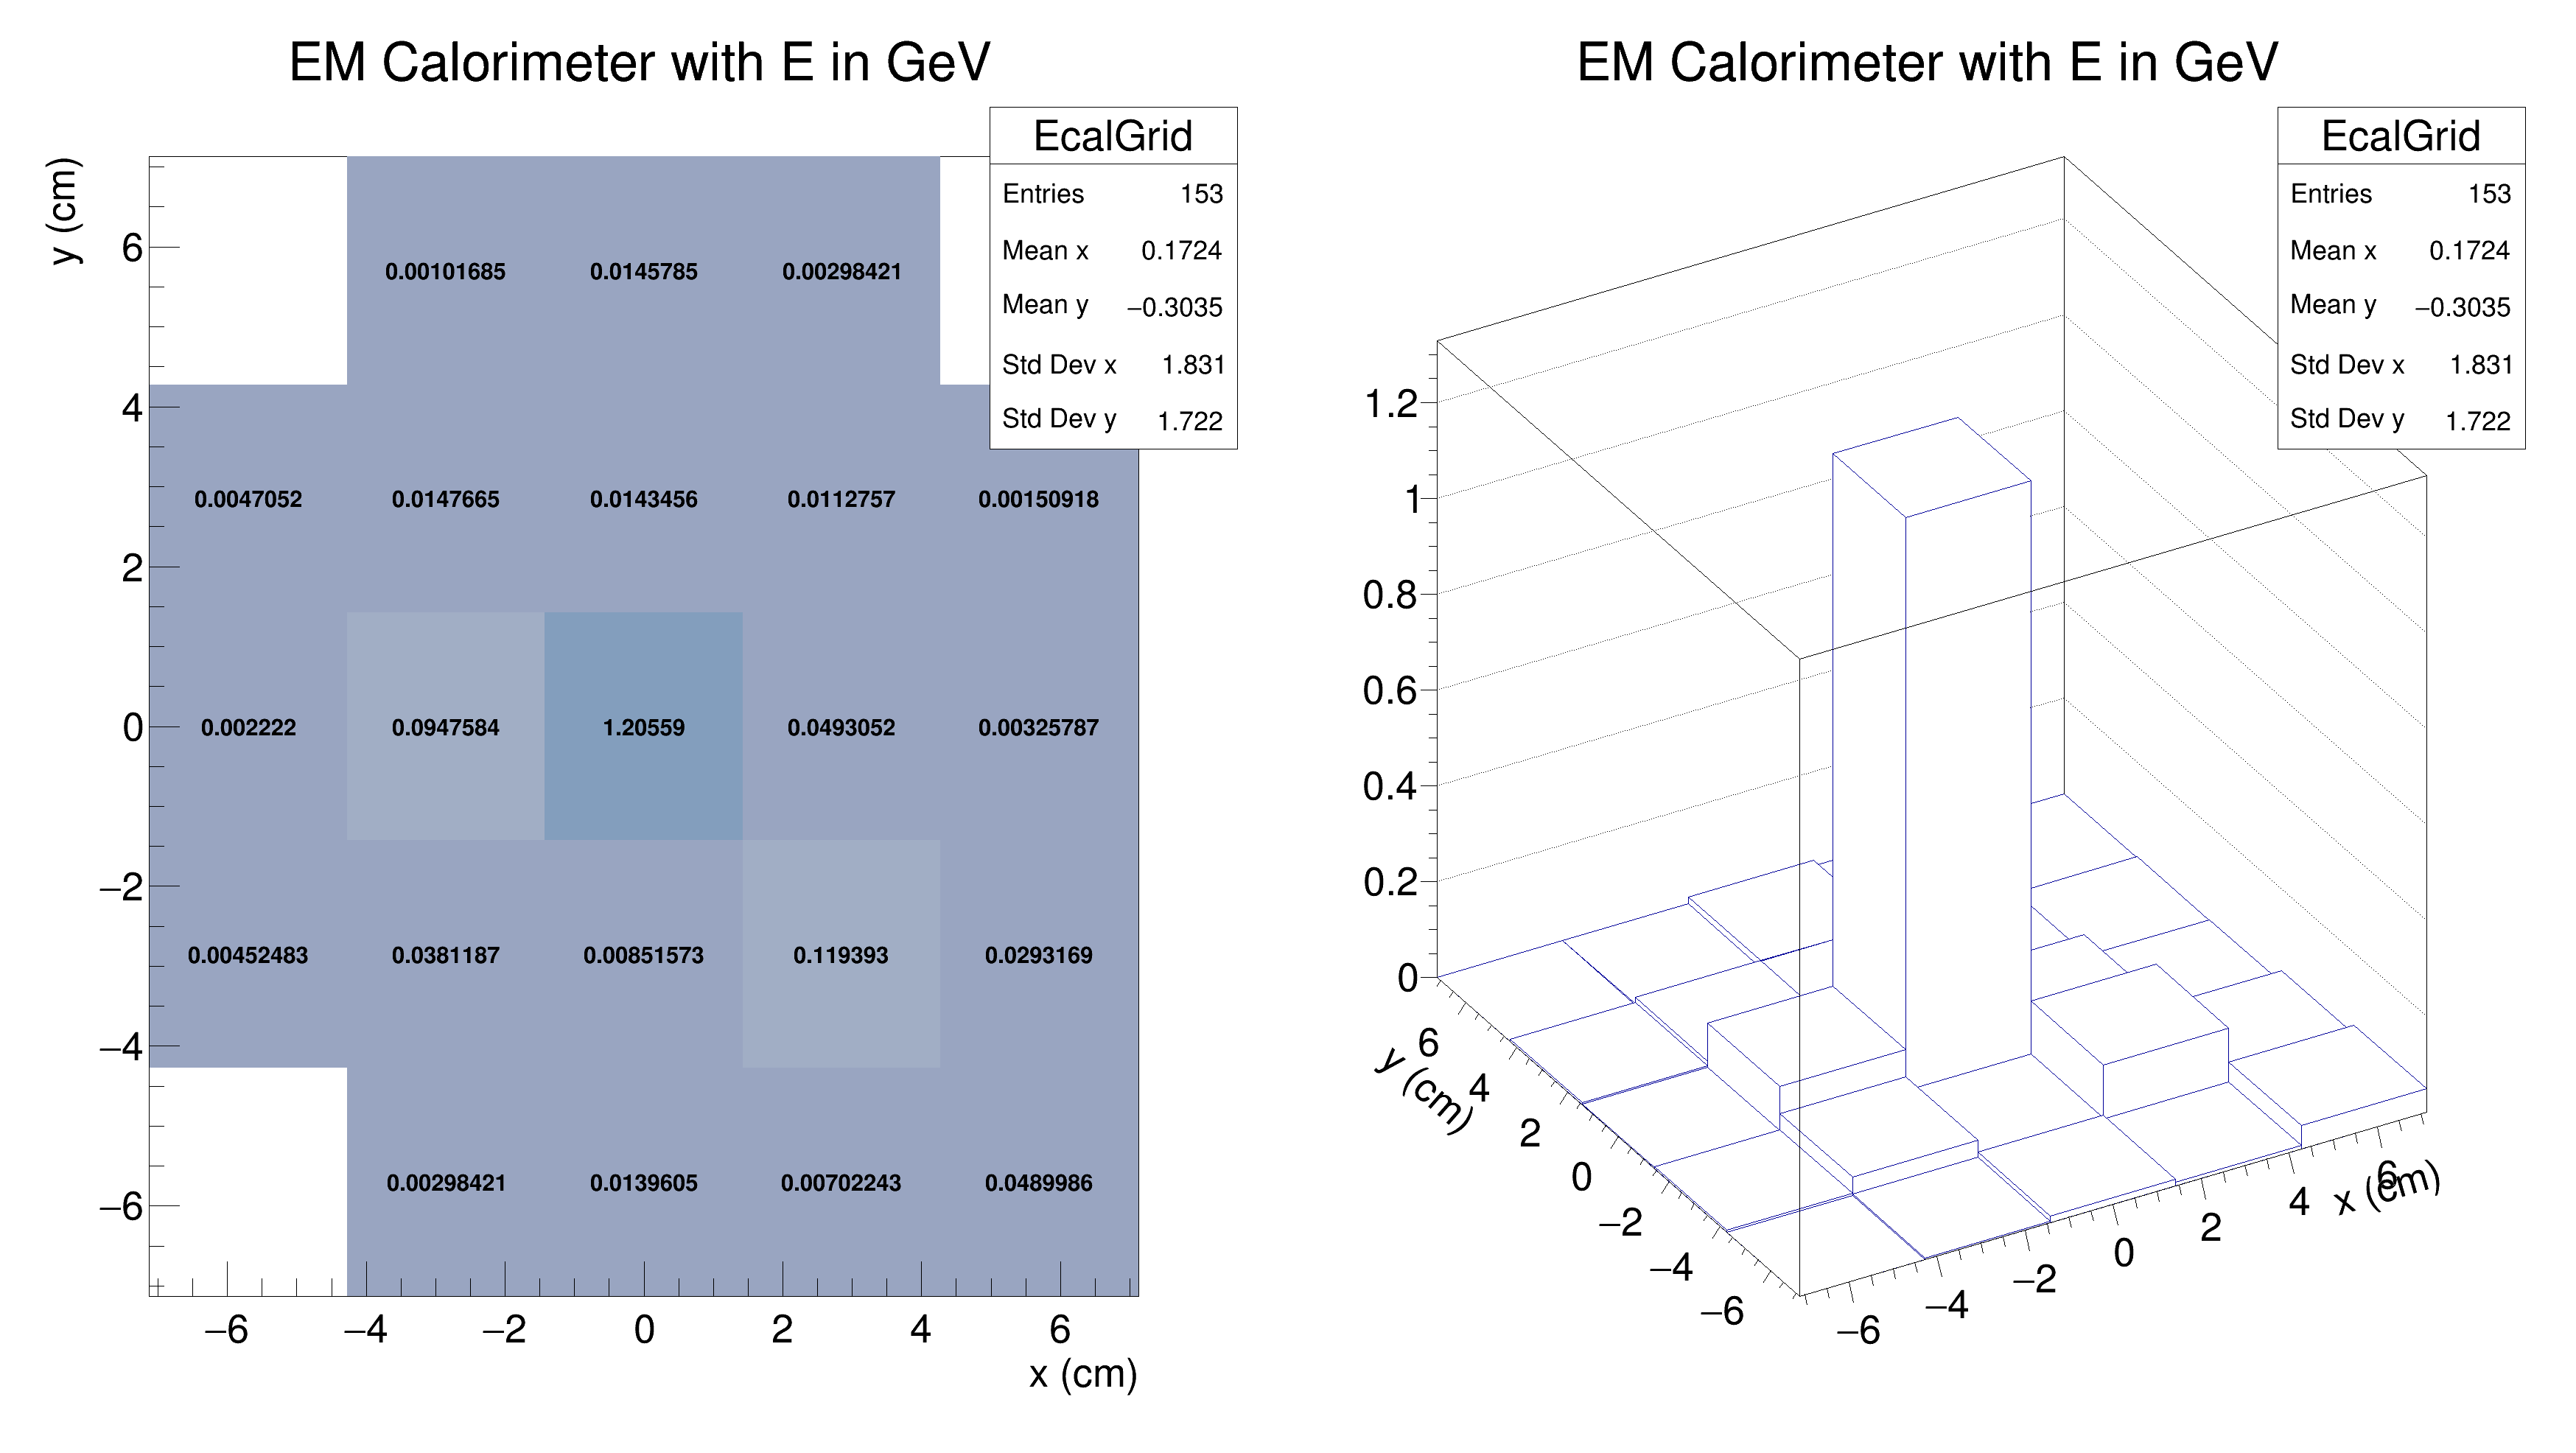 EM Calorimeter with E in GeV
EcalGrid
Entries 153
Mean x 0.1724
Mean y −0.3035
Std Dev x 1.831
Std Dev y 1.722
y (cm)
6
4
2
0
−2
−4
−6
0.00101685 0.0145785 0.00298421
0.0047052 0.0147665 0.0143456 0.0112757 0.00150918
0.002222 0.0947584 1.20559 0.0493052 0.00325787
0.00452483 0.0381187 0.00851573 0.119393 0.0293169
0.00298421 0.0139605 0.00702243 0.0489986
−6 −4 −2 0 2 4 6
x (cm)
EM Calorimeter with E in GeV
EcalGrid
Entries 153
Mean x 0.1724
Mean y −0.3035
Std Dev x 1.831
Std Dev y 1.722
1.2
1
0.8
0.6
0.4
0.2
0
y (cm)
6
4
2
0
−2
−4
−6
−6
−4
−2
0
2
4
6
x (cm)